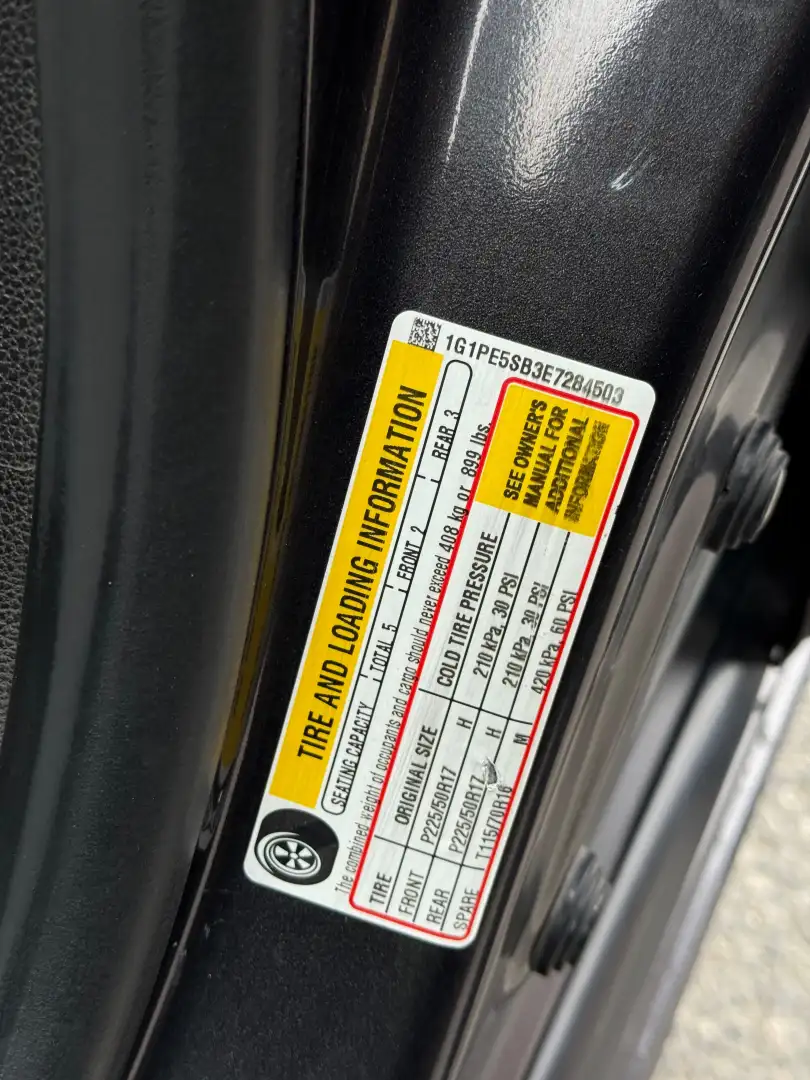 1G1PE5SB3E7284503
TIRE AND LOADING INFORMATION
SEATING CAPACITY TOTAL 5 FRONT 2 REAR 3
The combined weight of occupants and cargo should never exceed 408 kg or 899 lbs.
TIRE ORIGINAL SIZE COLD TIRE PRESSURE
FRONT P225/50R17 H 210 kPa, 30 PSI
REAR P225/50R17 H 210 kPa, 30 PSI
SPARE T115/70R16 M 420 kPa, 60 PSI
SEE OWNER'S
MANUAL FOR
ADDITIONAL
INFORMATION